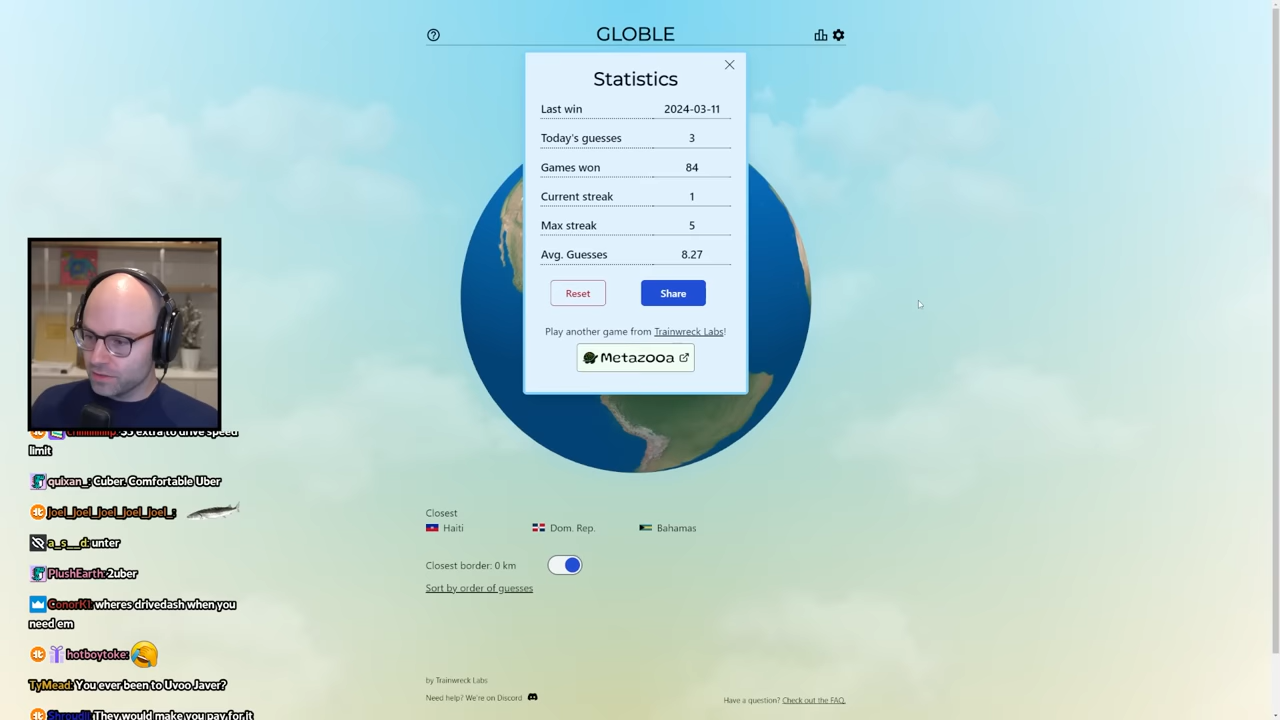 GLOBLE
Statistics
Last win 2024-03-11
Today's guesses 3
Games won 84
Current streak 1
Max streak 5
Avg. Guesses 8.27
Reset Share
Play another game from Trainwreck Labs!
Metazooa
Closest
Haiti Dom. Rep. Bahamas
Closest border: 0 km
Sort by order of guesses
by Trainwreck Labs
Need help? We're on Discord
Have a question? Check out the FAQ.
$5 extra to drive speed
limit
quixan_: Cuber. Comfortable Uber
Joel_Joel_Joel_Joel_Joel_:
a_s__d: unter
PlushEarth: 2uber
ConorK1: wheres drivedash when you
need em
hotboytoke:
TyMead: You ever been to Uvoo Javer?
They would make you pay for it